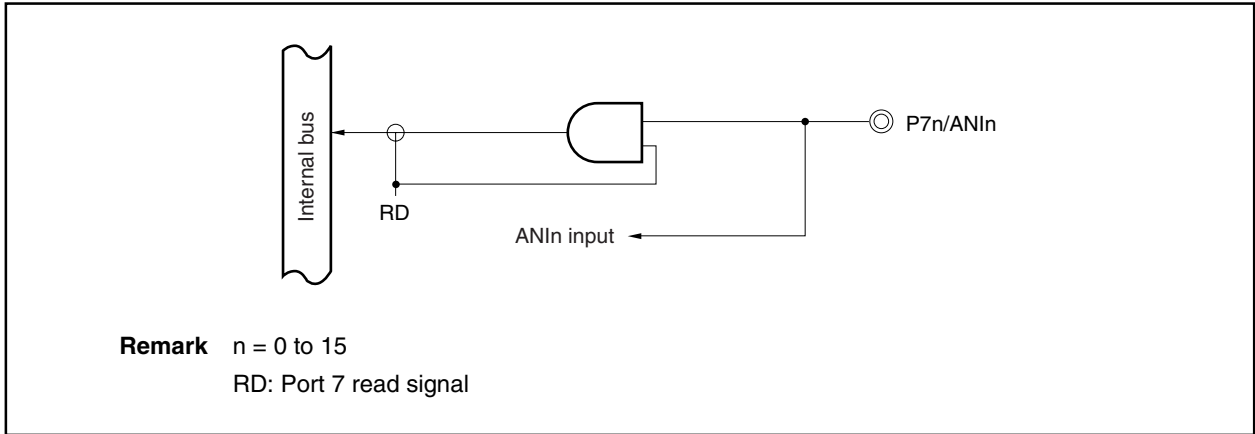 Internal bus
P7n/ANIn
RD
ANIn input
Remark n = 0 to 15
RD: Port 7 read signal